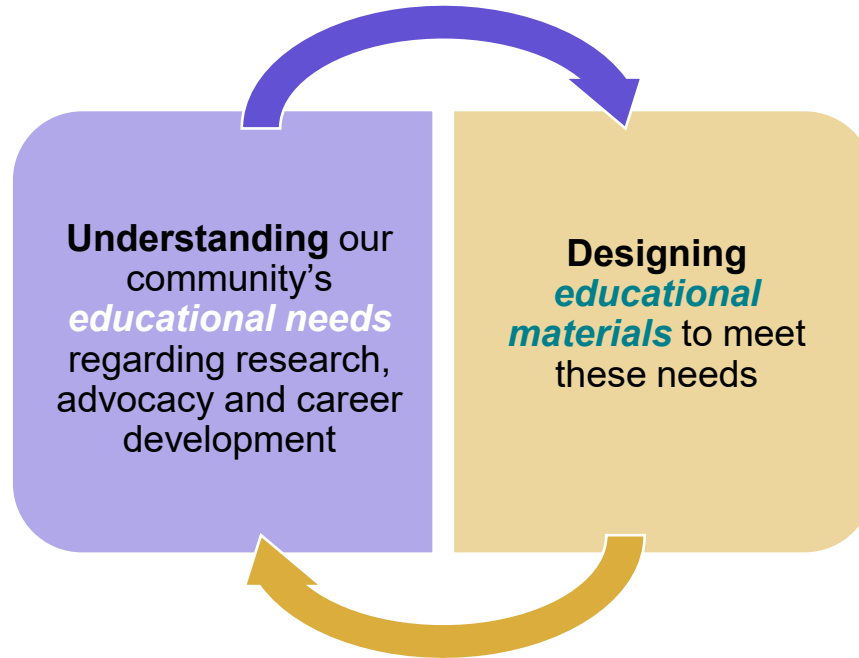 Understanding our
community’s
educational needs
regarding research,
advocacy and career
development
Designing
educational
materials to meet
these needs